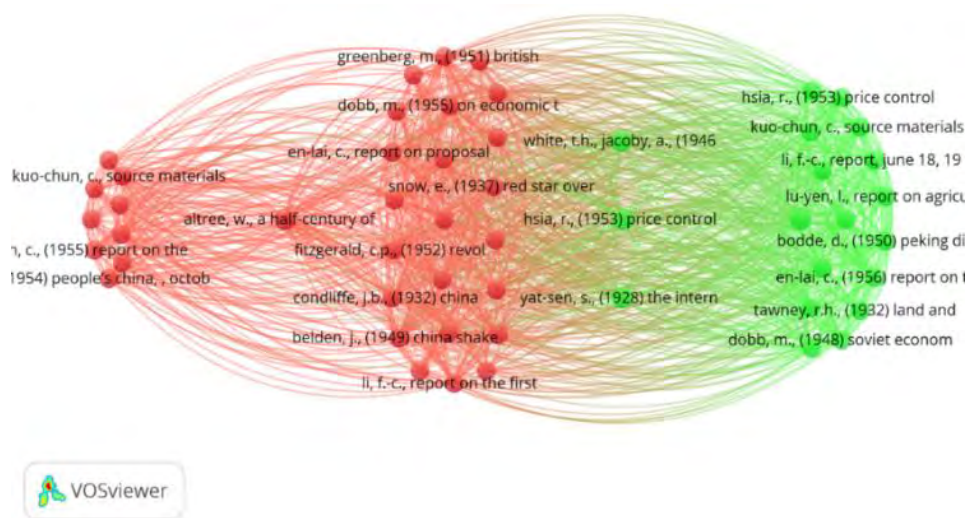 greenberg, m., (1951) british
dobb, m., (1955) on economic t
en-lai, c., report on proposal
snow, e., (1937) red star over
kuo-chun, c., source materials
altree, w., a half-century of
n, c., (1955) report on the
1954) people's china, , octob
fitzgerald, c.p., (1952) revol
condliffe, j.b., (1932) china
belden, j., (1949) china shake
li, f.-c., report on the first
white, t.h., jacoby, a., (1946
hsia, r., (1953) price control
yat-sen, s., (1928) the intern
hsia, r., (1953) price control
kuo-chun, c., source materials
li, f.-c., report, june 18, 19
lu-yen, l., report on agricu
bodde, d., (1950) peking di
en-lai, c., (1956) report on t
tawney, r.h., (1932) land and
dobb, m., (1948) soviet econom
VOSviewer